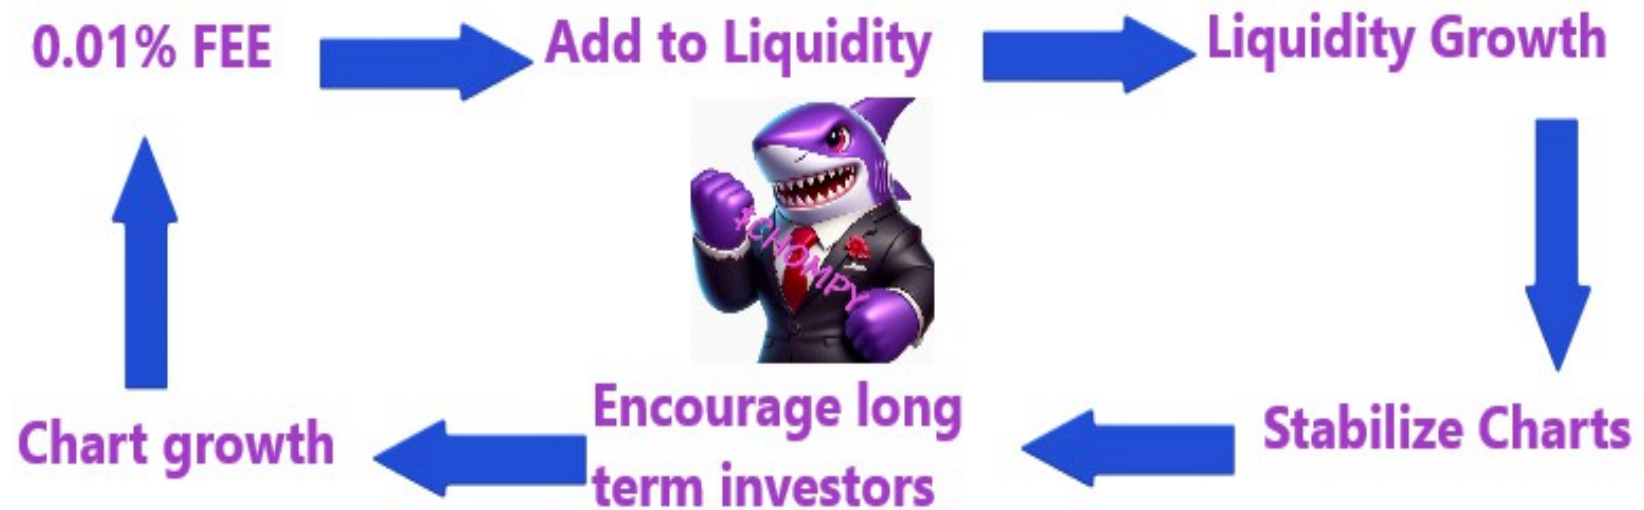 0.01% FEE
Add to Liquidity
Liquidity Growth
Stabilize Charts
Encourage long
term investors
Chart growth
¥CHOMPY